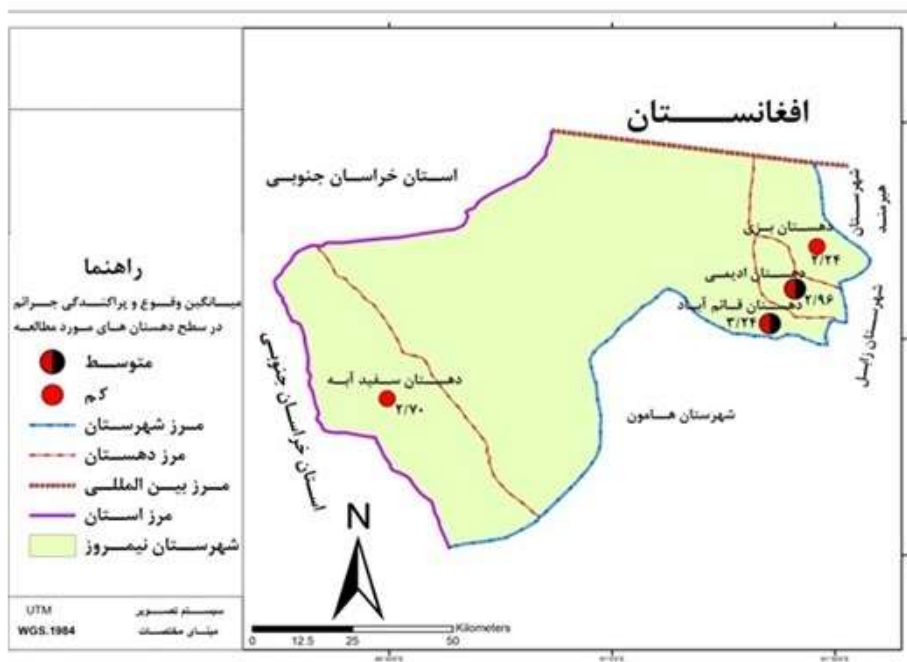 افغانستان
استان خراسان جنوبی
شهرستان
هیرمند
دهستان بزی
۲/۲۴
دهستان ادیمی
۲/۹۶
دهستان قائم آباد
۳/۲۴
شهرستان زابل
دهستان سفید آبه
۲/۷۰
شهرستان هامون
استان خراسان جنوبی
راهنما
میانگین وقوع و پراکندگی جرائم
در سطح دهستان های مورد مطالعه
متوسط
کم
مرز شهرستان
مرز دهستان
مرز بین المللی
مرز استان
شهرستان نیمروز
سیستم تصویر UTM
مبنای مختصات WGS.1984
N
Kilometers
0 12.5 25 50